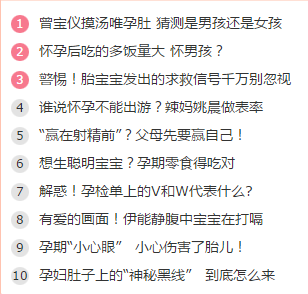 1 曾宝仪摸汤唯孕肚 猜测是男孩还是女孩
2 怀孕后吃的多饭量大 怀男孩？
3 警惕！胎宝宝发出的求救信号千万别忽视
4 谁说怀孕不能出游？辣妈姚晨做表率
5 “赢在射精前”？父母先要赢自己！
6 想生聪明宝宝？孕期零食得吃对
7 解惑！孕检单上的V和W代表什么?
8 有爱的画面！伊能静腹中宝宝在打嗝
9 孕期“小心眼” 小心伤害了胎儿！
10 孕妇肚子上的“神秘黑线” 到底怎么来